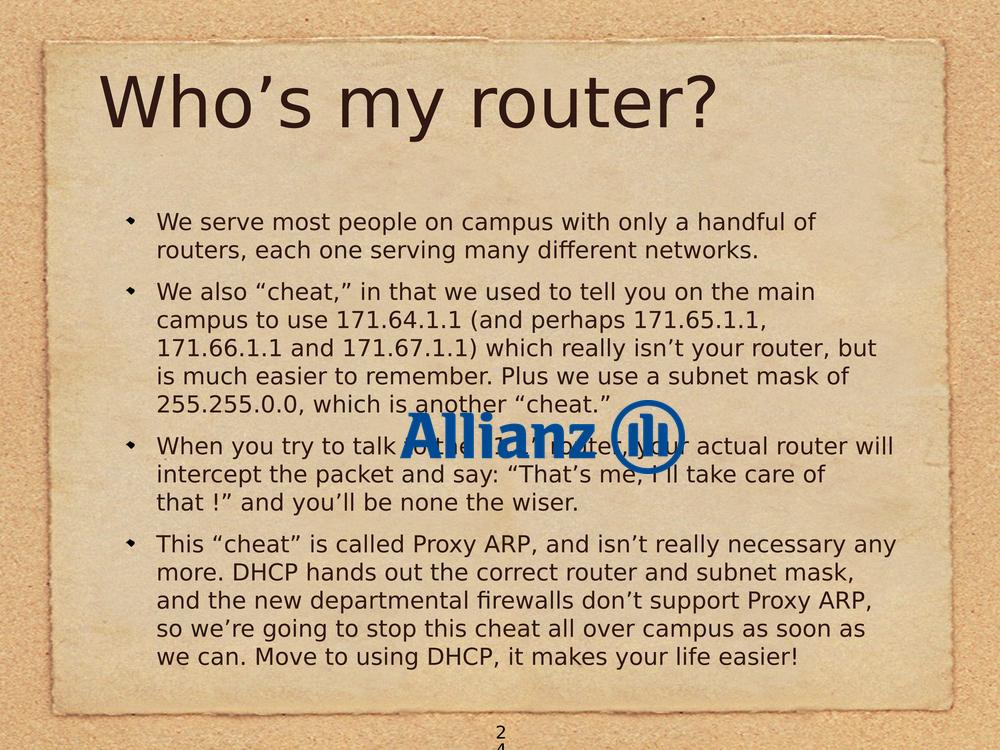 Who’s my router?
We serve most people on campus with only a handful of
routers, each one serving many different networks.
We also “cheat,” in that we used to tell you on the main
campus to use 171.64.1.1 (and perhaps 171.65.1.1,
171.66.1.1 and 171.67.1.1) which really isn’t your router, but
is much easier to remember. Plus we use a subnet mask of
255.255.0.0, which is another “cheat.”
Allianz
When you try to talk to the router, your actual router will
intercept the packet and say: “That’s me, I’ll take care of
that !” and you’ll be none the wiser.
This “cheat” is called Proxy ARP, and isn’t really necessary any
more. DHCP hands out the correct router and subnet mask,
and the new departmental firewalls don’t support Proxy ARP,
so we’re going to stop this cheat all over campus as soon as
we can. Move to using DHCP, it makes your life easier!
2
4